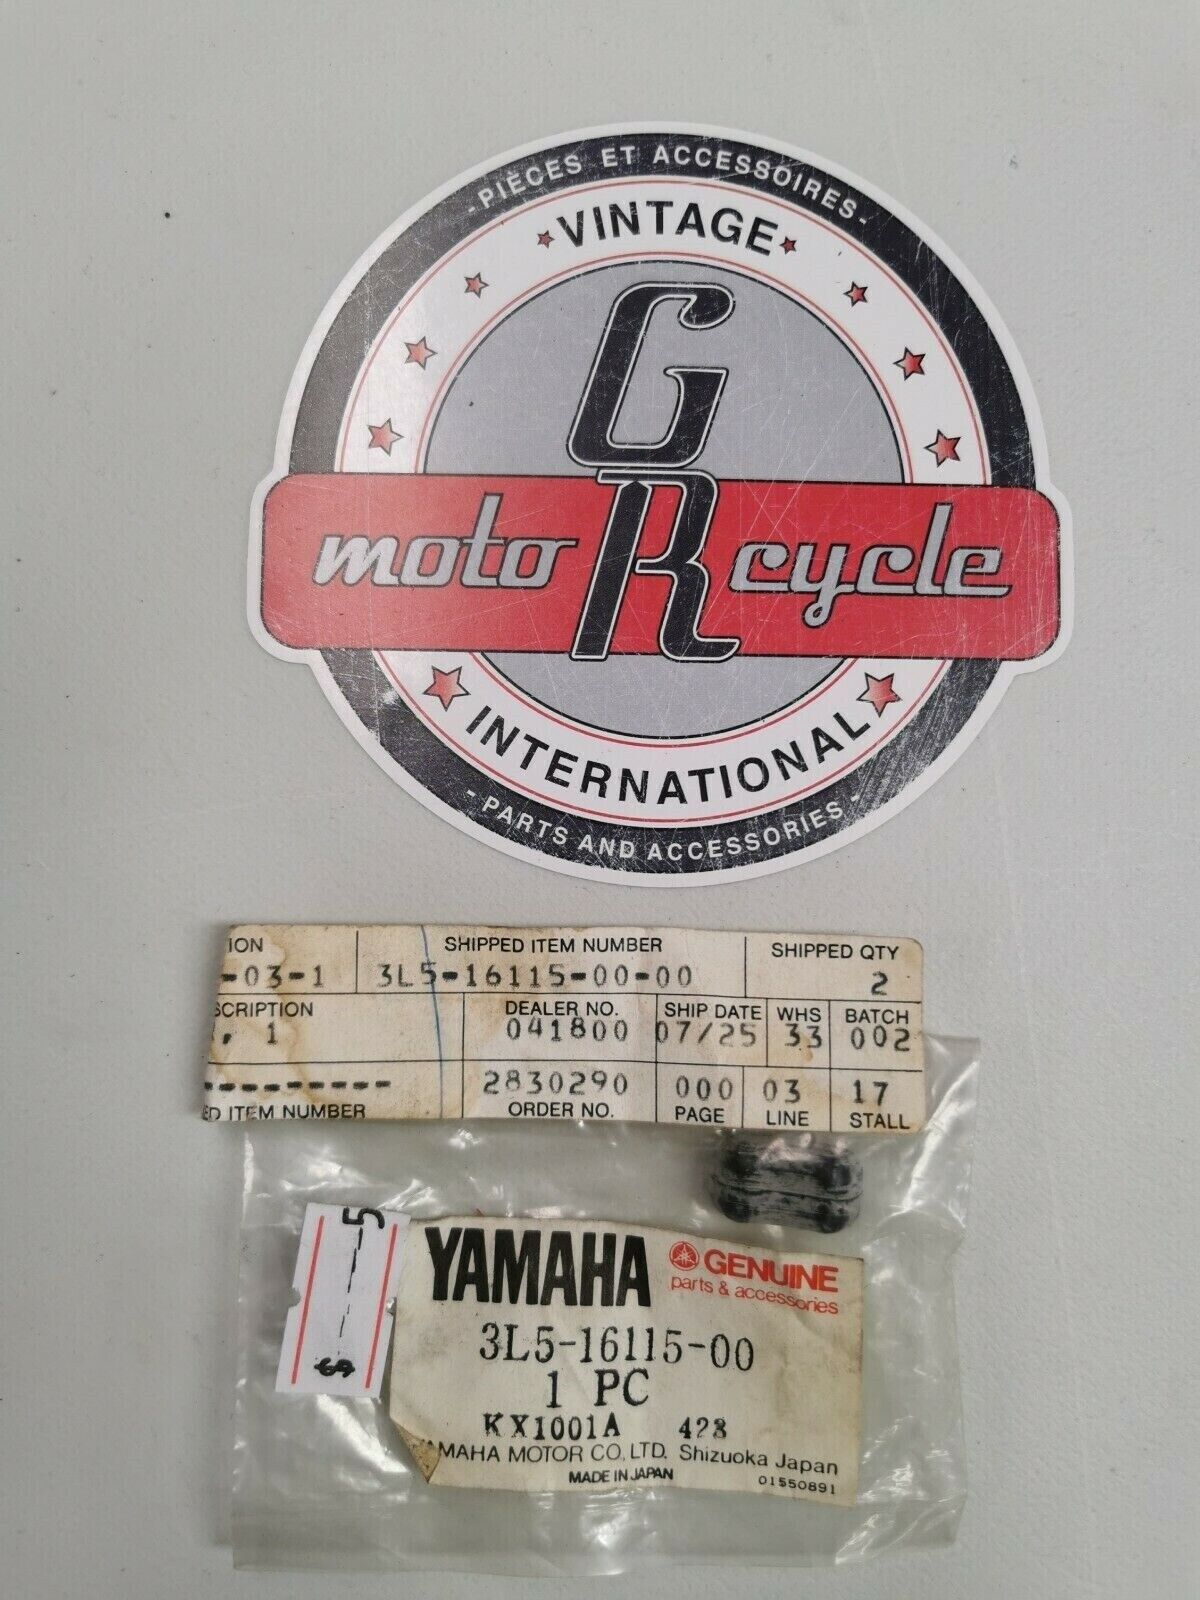 - PIÈCES ET ACCESSOIRES -
VINTAGE
GR
moto cycle
INTERNATIONAL
- PARTS AND ACCESSORIES -
ION SHIPPED ITEM NUMBER SHIPPED QTY
-03-1 3L5-16115-00-00 2
SCRIPTION DEALER NO. SHIP DATE WHS BATCH
. 1 041800 07/25 33 002
--------- 2830290 000 03 17
ED ITEM NUMBER ORDER NO. PAGE LINE STALL
YAMAHA GENUINE
parts & accessories
3L5-16115-00
1 PC
KX1001A 428
YAMAHA MOTOR CO., LTD. Shizuoka Japan
MADE IN JAPAN 01550891